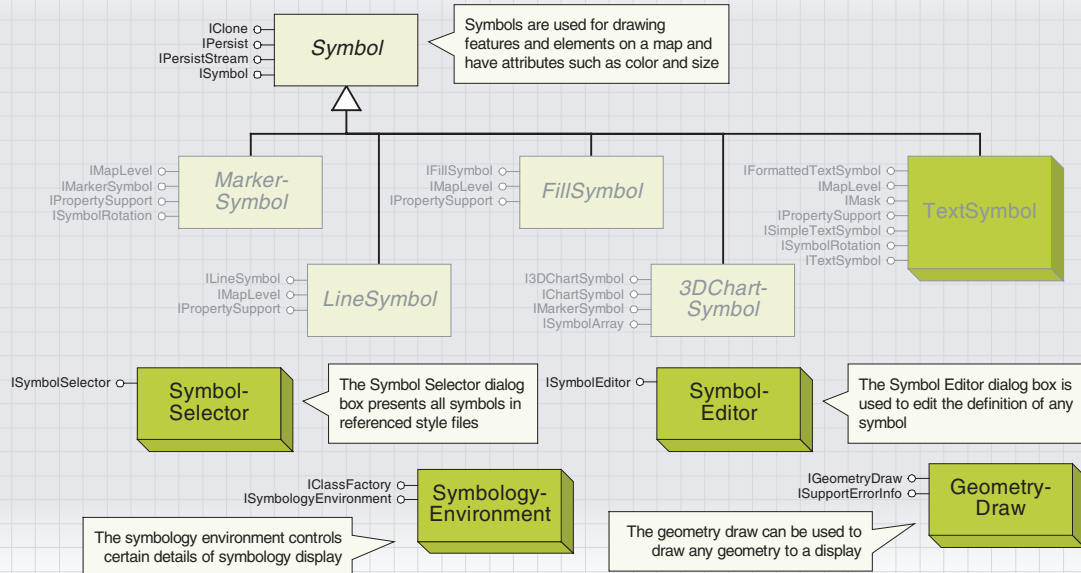 IClone
IPersist
IPersistStream
ISymbol
Symbol
Symbols are used for drawing
features and elements on a map and
have attributes such as color and size
IMapLevel
IMarkerSymbol
IPropertySupport
ISymbolRotation
Marker-
Symbol
IFillSymbol
IMapLevel
IPropertySupport
FillSymbol
IFormattedTextSymbol
IMapLevel
IMask
IPropertySupport
ISimpleTextSymbol
ISymbolRotation
ITextSymbol
TextSymbol
ILineSymbol
IMapLevel
IPropertySupport
LineSymbol
I3DChartSymbol
IChartSymbol
IMarkerSymbol
ISymbolArray
3DChart-
Symbol
ISymbolSelector
Symbol-
Selector
The Symbol Selector dialog
box presents all symbols in
referenced style files
ISymbolEditor
Symbol-
Editor
The Symbol Editor dialog box is
used to edit the definition of any
symbol
IClassFactory
ISymbologyEnvironment
Symbology-
Environment
The symbology environment controls
certain details of symbology display
IGeometryDraw
ISupportErrorInfo
Geometry-
Draw
The geometry draw can be used to
draw any geometry to a display